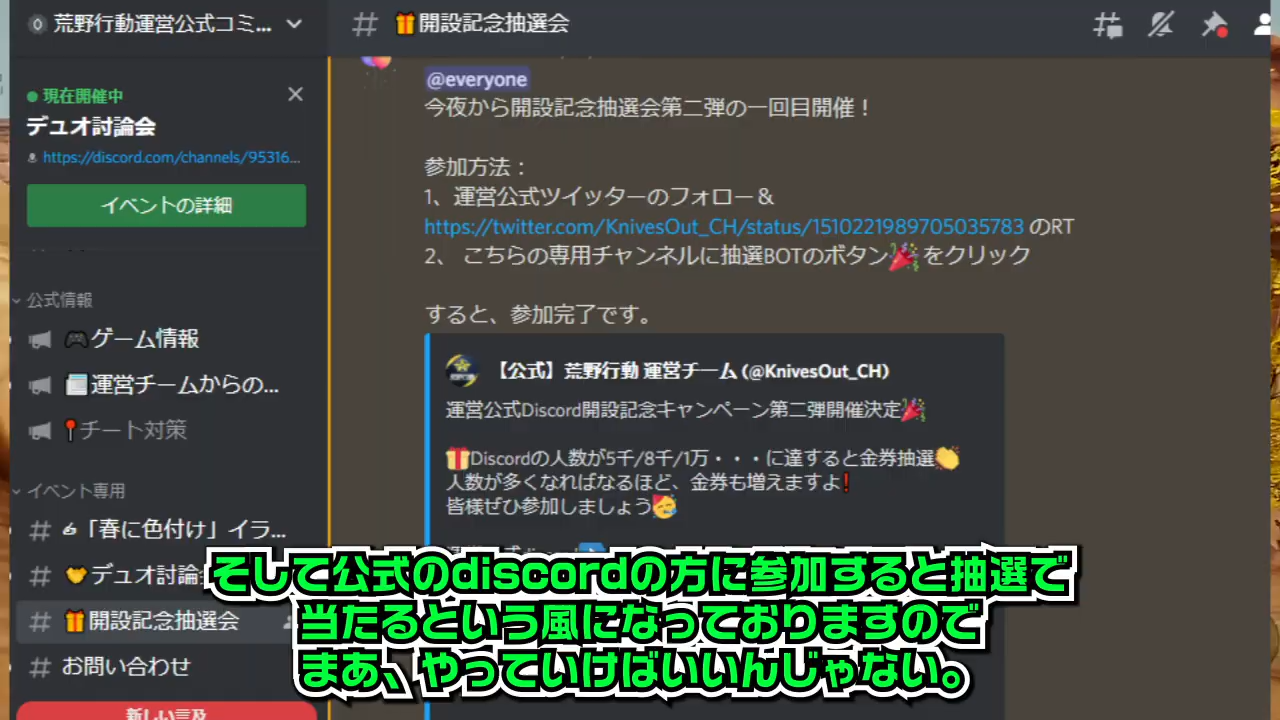 荒野行動運営公式コミ...
現在開催中
デュオ討論会
https://discord.com/channels/95316...
イベントの詳細
公式情報
ゲーム情報
運営チームからの...
チート対策
イベント専用
「春に色付け」イラ...
デュオ討論
開設記念抽選会
お問い合わせ
新しい言及
# 開設記念抽選会
@everyone
今夜から開設記念抽選会第二弾の一回目開催！
参加方法：
1、運営公式ツイッターのフォロー＆
https://twitter.com/KnivesOut_CH/status/1510221989705035783 のRT
2、 こちらの専用チャンネルに抽選BOTのボタン🎉をクリック
すると、参加完了です。
【公式】荒野行動 運営チーム (@KnivesOut_CH)
運営公式Discord開設記念キャンペーン第二弾開催決定🎉
🎁Discordの人数が5千/8千/1万・・・に達すると金券抽選👏
人数が多くなればなるほど、金券も増えますよ❗
皆様ぜひ参加しましょう🥳
そして公式のdiscordの方に参加すると抽選で
当たるという風になっておりますので
まあ、やっていけばいいんじゃない。